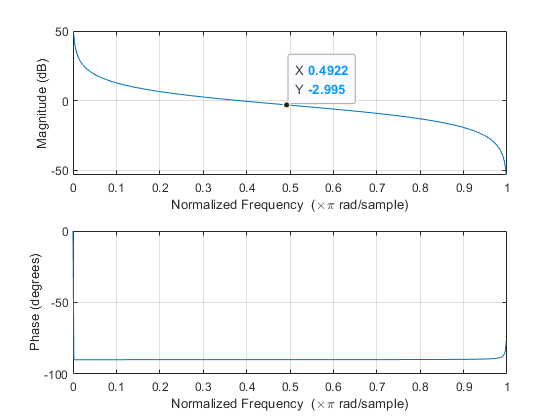 50
0
-50
Magnitude (dB)
X 0.4922
Y -2.995
0 0.1 0.2 0.3 0.4 0.5 0.6 0.7 0.8 0.9 1
Normalized Frequency (×π rad/sample)
0
-50
-100
Phase (degrees)
0 0.1 0.2 0.3 0.4 0.5 0.6 0.7 0.8 0.9 1
Normalized Frequency (×π rad/sample)